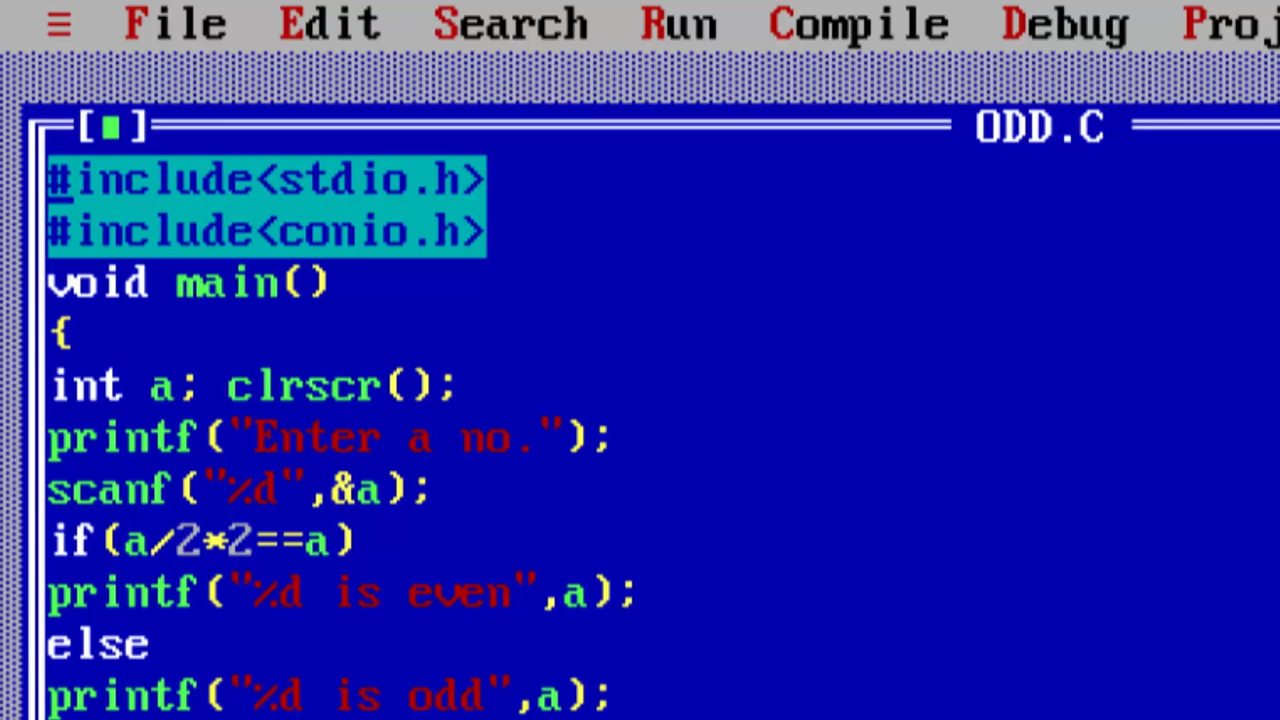 ≡ File Edit Search Run Compile Debug Proj
[■] ODD.C
#include<stdio.h>
#include<conio.h>
void main()
{
int a; clrscr();
printf("Enter a no.");
scanf("%d",&a);
if(a/2*2==a)
printf("%d is even",a);
else
printf("%d is odd",a);